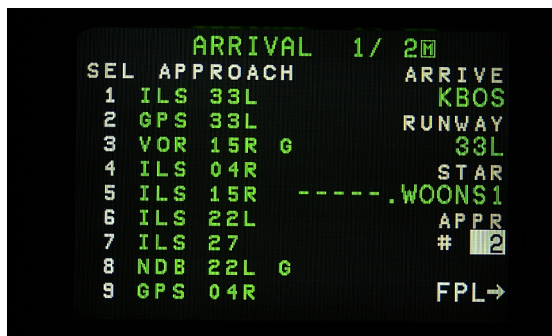 ARRIVAL 1/ 2M
SEL APPROACH
1 ILS 33L
2 GPS 33L
3 VOR 15R G
4 ILS 04R
5 ILS 15R
6 ILS 22L
7 ILS 27
8 NDB 22L G
9 GPS 04R
ARRIVE
KBOS
RUNWAY
33L
STAR
-----.WOONS1
APPR
# 2
FPL→